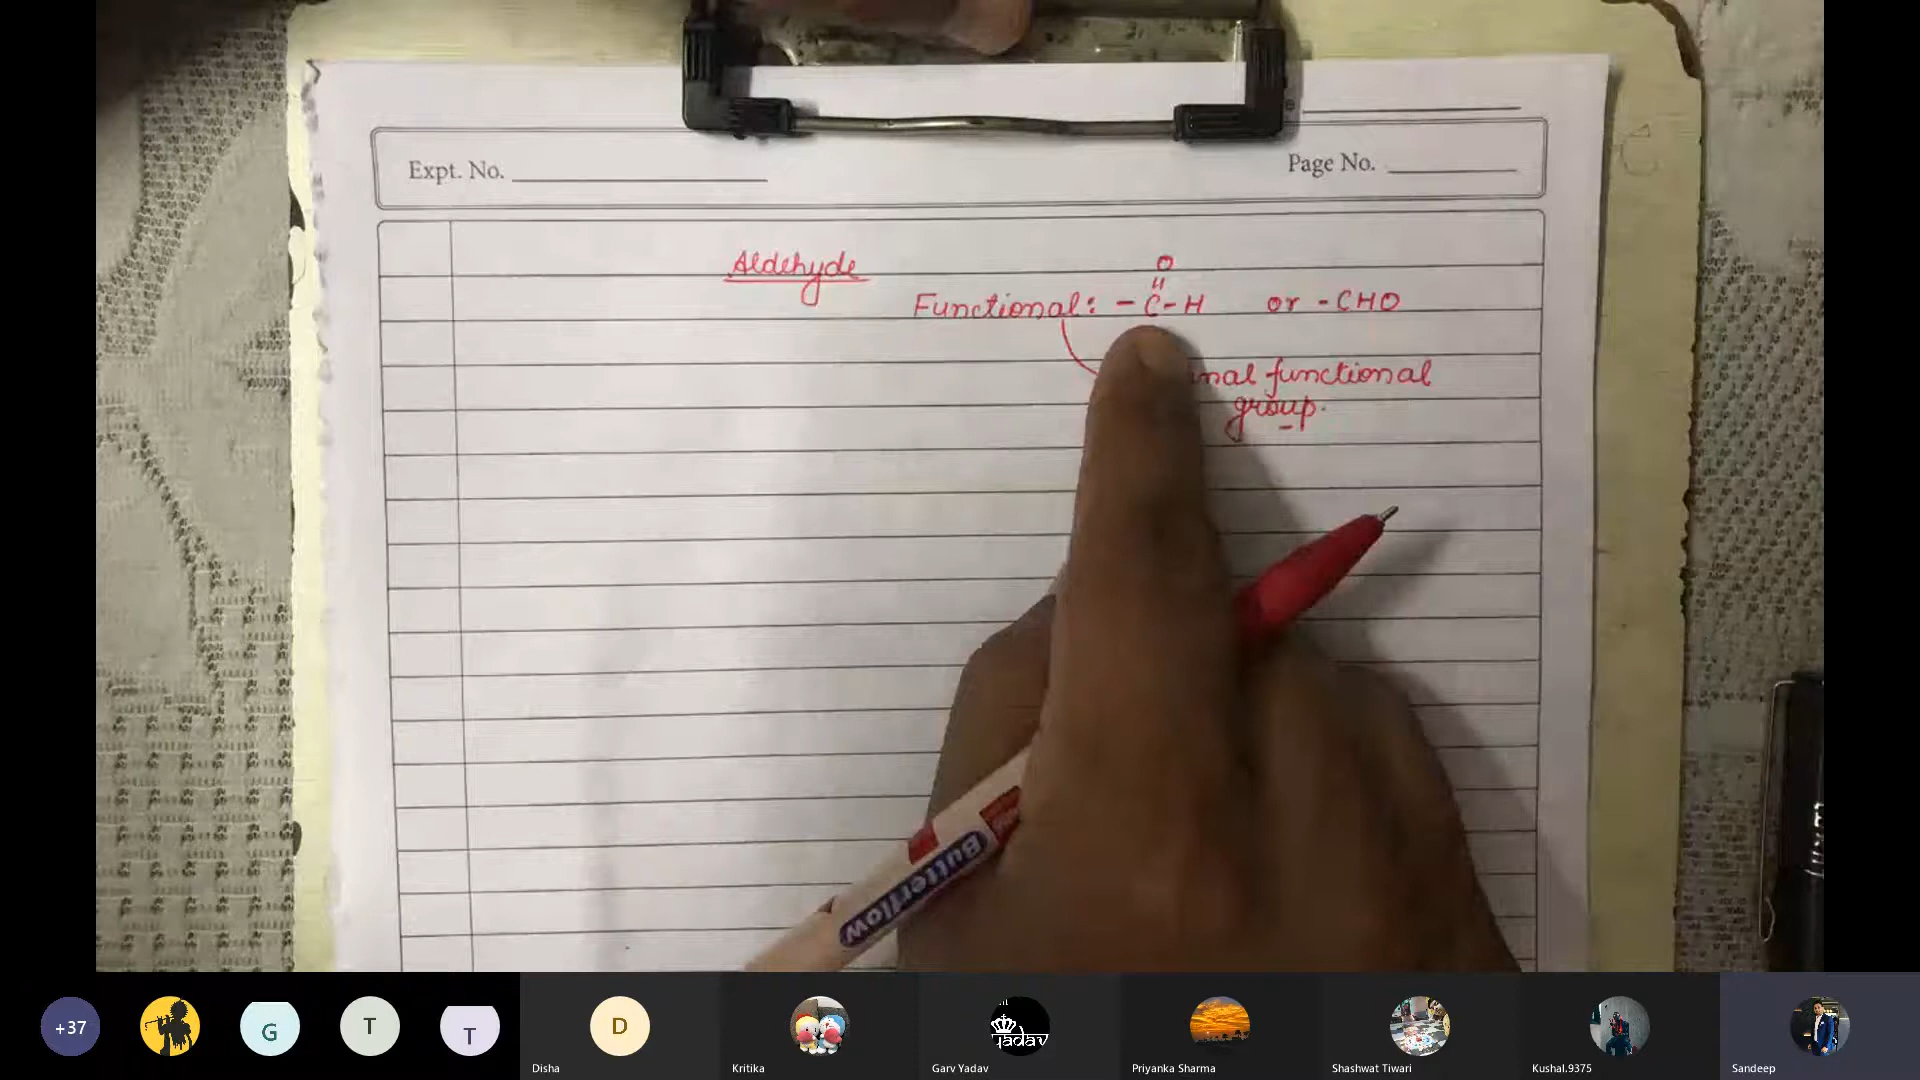 Expt. No.
Page No.
Aldehyde
O
Functional: - C - H or - CHO
functional
group.
Butterflow
+37
G
T
T
D
Yadav
Disha
Kritika
Garv Yadav
Priyanka Sharma
Shashwat Tiwari
Kushal.9375
Sandeep